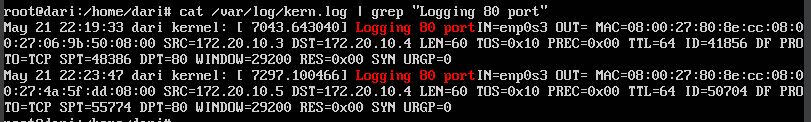 root@dari:/home/dari# cat /var/log/kern.log | grep "Logging 80 port"
May 21 22:19:33 dari kernel: [ 7043.643040] Logging 80 portIN=enp0s3 OUT= MAC=08:00:27:80:8e:cc:08:0
0:27:06:9b:50:08:00 SRC=172.20.10.3 DST=172.20.10.4 LEN=60 TOS=0x10 PREC=0x00 TTL=64 ID=41856 DF PRO
TO=TCP SPT=48386 DPT=80 WINDOW=29200 RES=0x00 SYN URGP=0
May 21 22:23:47 dari kernel: [ 7297.100466] Logging 80 portIN=enp0s3 OUT= MAC=08:00:27:80:8e:cc:08:0
0:27:4a:5f:dd:08:00 SRC=172.20.10.5 DST=172.20.10.4 LEN=60 TOS=0x10 PREC=0x00 TTL=64 ID=50704 DF PRO
TO=TCP SPT=55774 DPT=80 WINDOW=29200 RES=0x00 SYN URGP=0
root@dari:/home/dari#